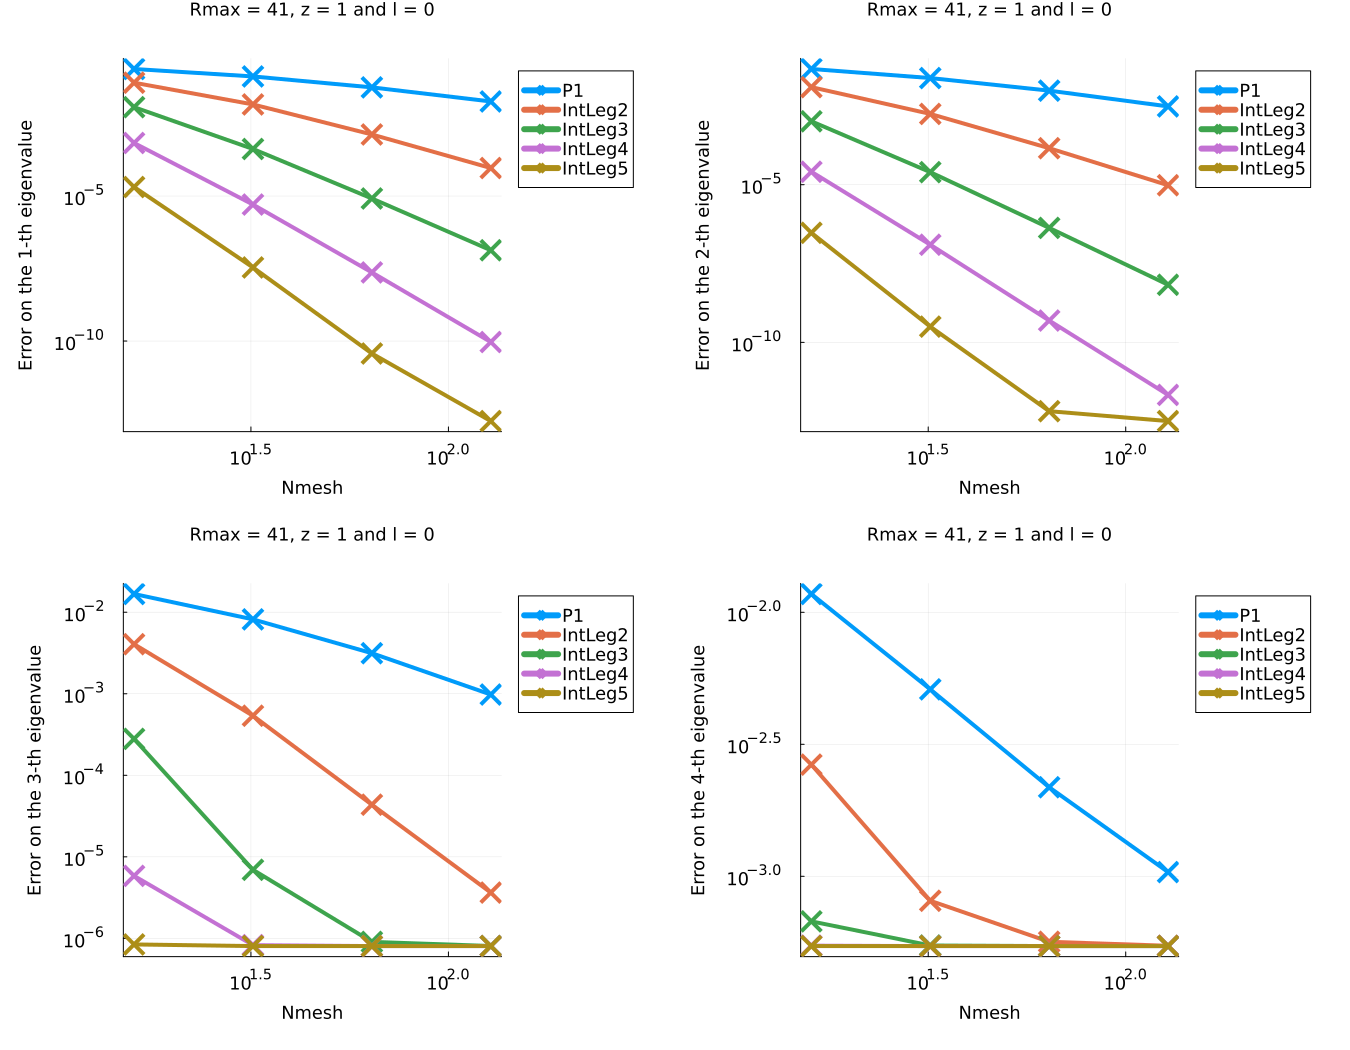 Rmax = 41, z = 1 and l = 0
Error on the 1-th eigenvalue
10^−5
10^−10
10^1.5
10^2.0
Nmesh
P1
IntLeg2
IntLeg3
IntLeg4
IntLeg5
Rmax = 41, z = 1 and l = 0
Error on the 2-th eigenvalue
10^−5
10^−10
10^1.5
10^2.0
Nmesh
P1
IntLeg2
IntLeg3
IntLeg4
IntLeg5
Rmax = 41, z = 1 and l = 0
Error on the 3-th eigenvalue
10^−2
10^−3
10^−4
10^−5
10^−6
10^1.5
10^2.0
Nmesh
P1
IntLeg2
IntLeg3
IntLeg4
IntLeg5
Rmax = 41, z = 1 and l = 0
Error on the 4-th eigenvalue
10^−2.0
10^−2.5
10^−3.0
10^1.5
10^2.0
Nmesh
P1
IntLeg2
IntLeg3
IntLeg4
IntLeg5